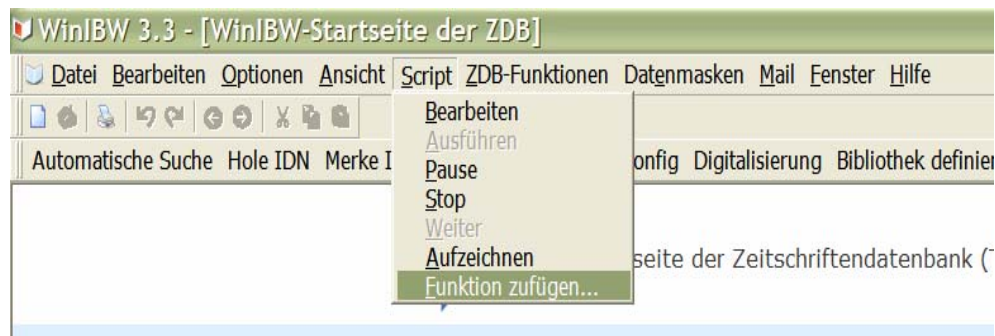 WinIBW 3.3 - [WinIBW-Startseite der ZDB]
Datei Bearbeiten Optionen Ansicht Script ZDB-Funktionen Datenmasken Mail Fenster Hilfe
Bearbeiten
Ausführen
Automatische Suche Hole IDN Merke I onfig Digitalisierung Bibliothek definier
Pause
Stop
Weiter
Aufzeichnen
seite der Zeitschriftendatenbank (
Funktion zufügen...